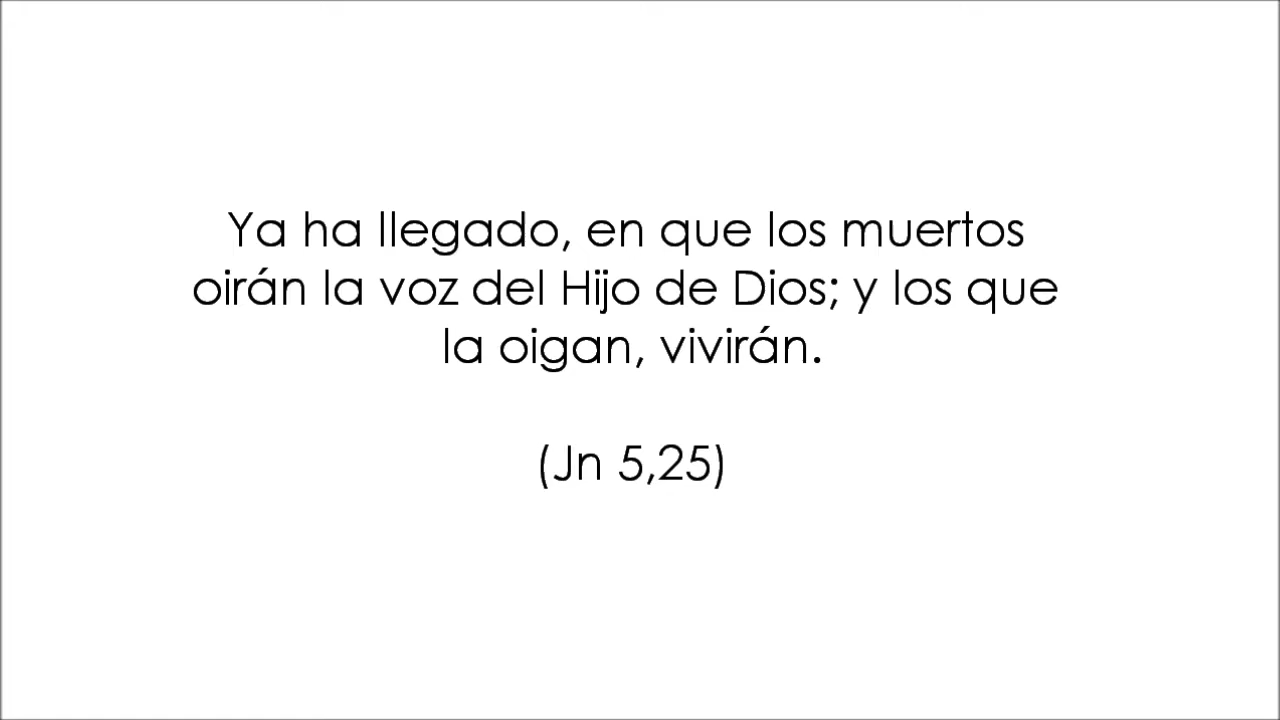 Ya ha llegado, en que los muertos
oirán la voz del Hijo de Dios; y los que
la oigan, vivirán.
(Jn 5,25)